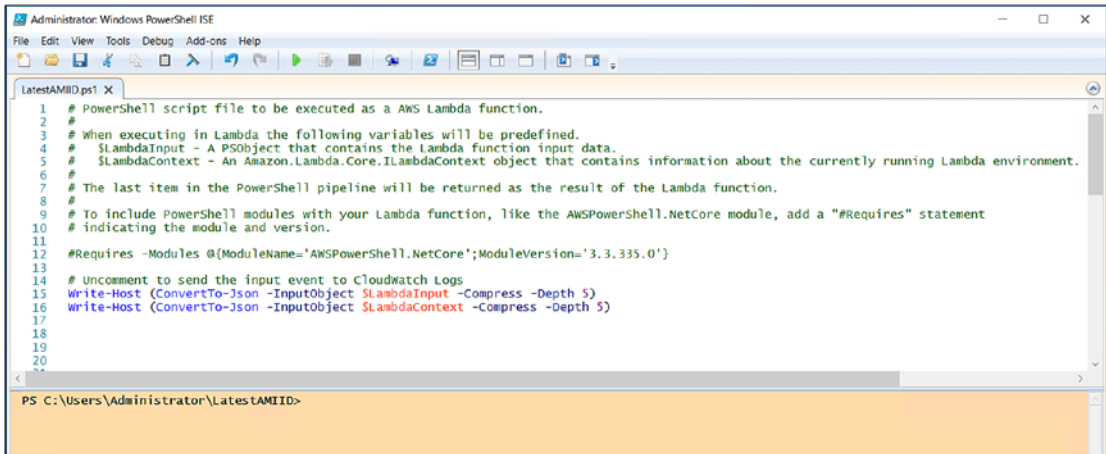 Administrator: Windows PowerShell ISE
File Edit View Tools Debug Add-ons Help
LatestAMIID.ps1 X
1 # PowerShell script file to be executed as a AWS Lambda function.
2 #
3 # When executing in Lambda the following variables will be predefined.
4 #   $LambdaInput - A PSObject that contains the Lambda function input data.
5 #   $LambdaContext - An Amazon.Lambda.Core.ILambdaContext object that contains information about the currently running Lambda environment.
6 #
7 # The last item in the PowerShell pipeline will be returned as the result of the Lambda function.
8 #
9 # To include PowerShell modules with your Lambda function, like the AWSPowerShell.NetCore module, add a "#Requires" statement
10 # indicating the module and version.
11
12 #Requires -Modules @{ModuleName='AWSPowerShell.NetCore';ModuleVersion='3.3.335.0'}
13
14 # Uncomment to send the input event to CloudWatch Logs
15 Write-Host (ConvertTo-Json -InputObject $LambdaInput -Compress -Depth 5)
16 Write-Host (ConvertTo-Json -InputObject $LambdaContext -Compress -Depth 5)
17
18
19
20
PS C:\Users\Administrator\LatestAMIID>